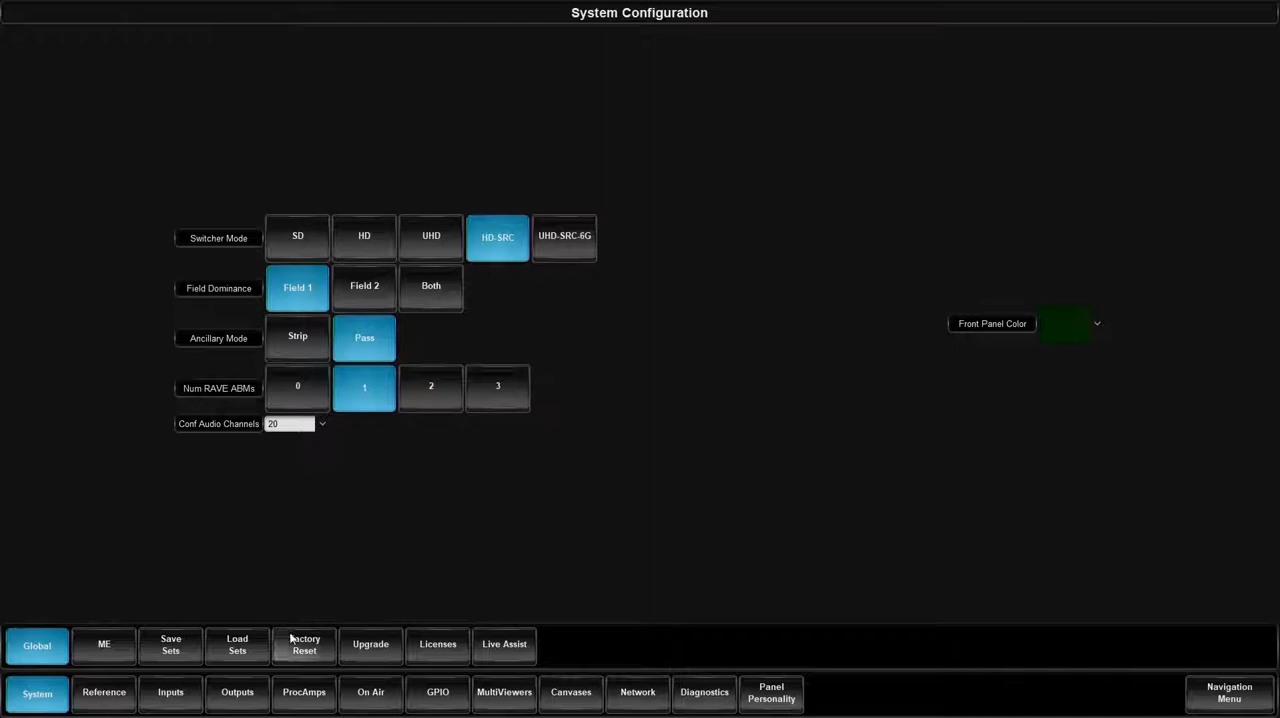 System Configuration
Switcher Mode
SD
HD
UHD
HD-SRC
UHD-SRC-6G
Field Dominance
Field 1
Field 2
Both
Ancillary Mode
Strip
Pass
Front Panel Color
Num RAVE ABMs
0
1
2
3
Conf Audio Channels
20
Global
ME
Save
Sets
Load
Sets
Factory
Reset
Upgrade
Licenses
Live Assist
System
Reference
Inputs
Outputs
ProcAmps
On Air
GPIO
MultiViewers
Canvases
Network
Diagnostics
Panel
Personality
Navigation
Menu